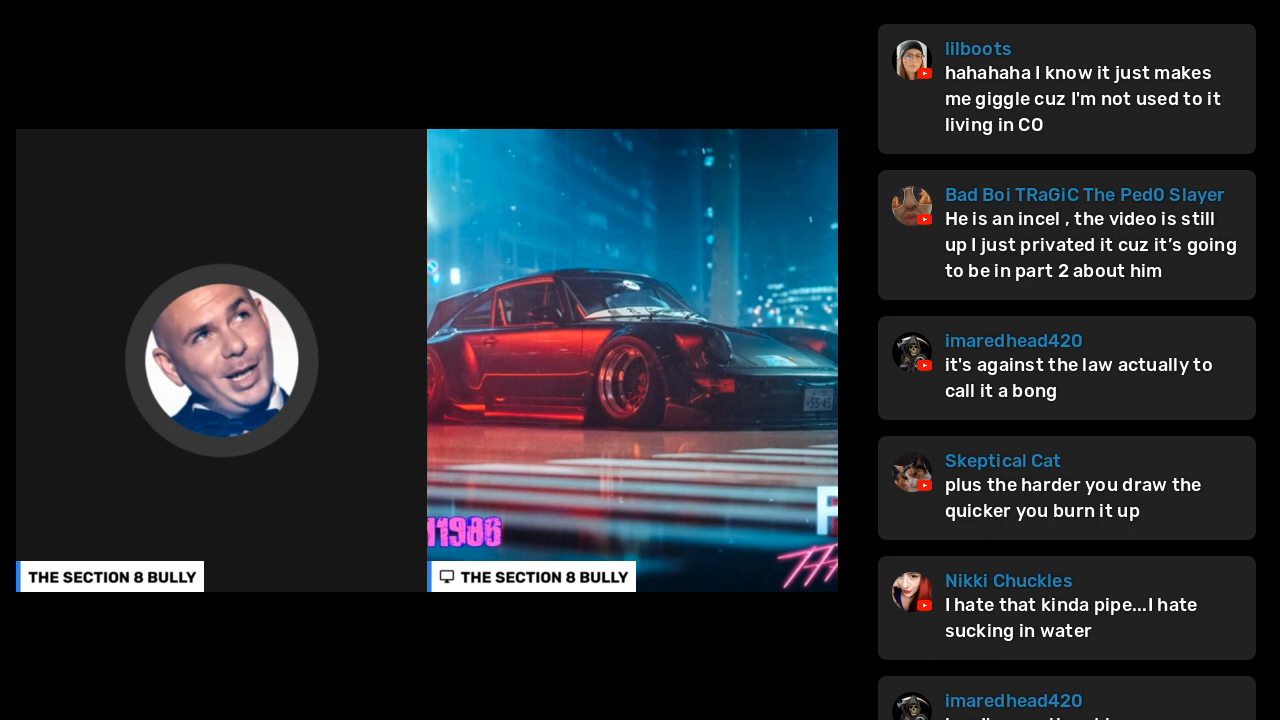 lilboots
hahahaha I know it just makes
me giggle cuz I'm not used to it
living in CO
Bad Boi TRaGiC The Ped0 Slayer
He is an incel , the video is still
up I just privated it cuz it’s going
to be in part 2 about him
imaredhead420
it's against the law actually to
call it a bong
Skeptical Cat
plus the harder you draw the
quicker you burn it up
Nikki Chuckles
I hate that kinda pipe...I hate
sucking in water
imaredhead420
55-45
1986
THE SECTION 8 BULLY
THE SECTION 8 BULLY